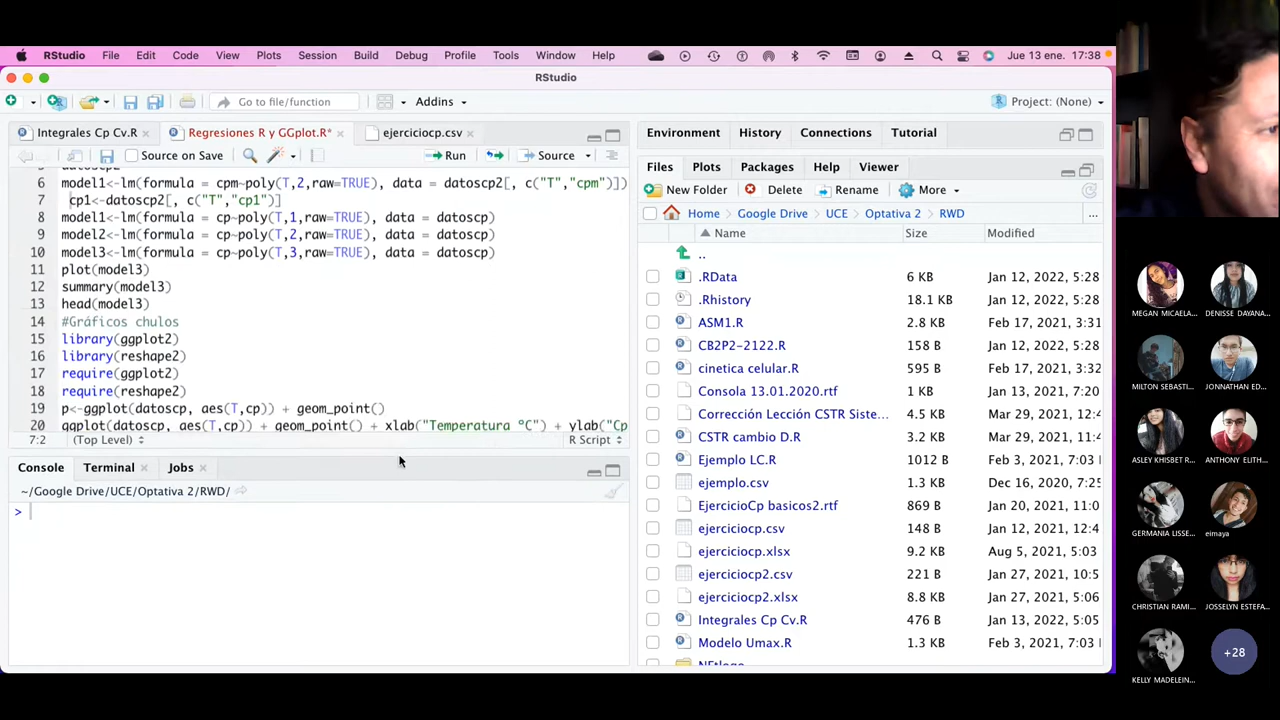 RStudio File Edit Code View Plots Session Build Debug Profile Tools Window Help Jue 13 ene. 17:38
RStudio
Go to file/function Addins Project: (None)
Integrales Cp Cv.R Regresiones R y GGplot.R* ejerciciocp.csv
Source on Save Run Source
6 model1<-lm(formula = cpm~poly(T,2,raw=TRUE), data = datoscp2[, c("T","cpm")])
7 cp1<-datoscp2[, c("T","cp1")]
8 model1<-lm(formula = cp~poly(T,1,raw=TRUE), data = datoscp)
9 model2<-lm(formula = cp~poly(T,2,raw=TRUE), data = datoscp)
10 model3<-lm(formula = cp~poly(T,3,raw=TRUE), data = datoscp)
11 plot(model3)
12 summary(model3)
13 head(model3)
14 #Gráficos chulos
15 library(ggplot2)
16 library(reshape2)
17 require(ggplot2)
18 require(reshape2)
19 p<-ggplot(datoscp, aes(T,cp)) + geom_point()
20 ggplot(datoscp, aes(T,cp)) + geom_point() + xlab("Temperatura ºC") + ylab("Cp
7:2 (Top Level) R Script
Console Terminal Jobs
~/Google Drive/UCE/Optativa 2/RWD/
>
Environment History Connections Tutorial
Files Plots Packages Help Viewer
New Folder Delete Rename More
Home Google Drive UCE Optativa 2 RWD ...
Name Size Modified
..
.RData 6 KB Jan 12, 2022, 5:28
.Rhistory 18.1 KB Jan 12, 2022, 5:28
ASM1.R 2.8 KB Feb 17, 2021, 3:31
CB2P2-2122.R 158 B Jan 12, 2022, 5:28
cinetica celular.R 595 B Feb 17, 2021, 3:32
Consola 13.01.2020.rtf 1 KB Jan 13, 2021, 7:20
Corrección Lección CSTR Siste... 4.5 KB Mar 29, 2021, 12:4
CSTR cambio D.R 3.2 KB Mar 29, 2021, 11:4
Ejemplo LC.R 1012 B Feb 3, 2021, 7:03
ejemplo.csv 1.3 KB Dec 16, 2020, 7:25
EjercicioCp basicos2.rtf 869 B Jan 20, 2021, 11:0
ejerciciocp.csv 148 B Jan 12, 2021, 12:4
ejerciciocp.xlsx 9.2 KB Aug 5, 2021, 5:03
ejerciciocp2.csv 221 B Jan 27, 2021, 10:5
ejerciciocp2.xlsx 8.8 KB Jan 27, 2021, 5:06
Integrales Cp Cv.R 476 B Jan 13, 2022, 5:05
Modelo Umax.R 1.3 KB Feb 3, 2021, 7:03
MEGAN MICAELA... DENISSE DAYANA...
MILTON SEBASTI... JONNATHAN ED...
ASLEY KHISBET R... ANTHONY ELITH...
GERMANIA LISSE... eimaya
CHRISTIAN RAMI... JOSSELYN ESTEFA...
+28
KELLY MADELEIN...